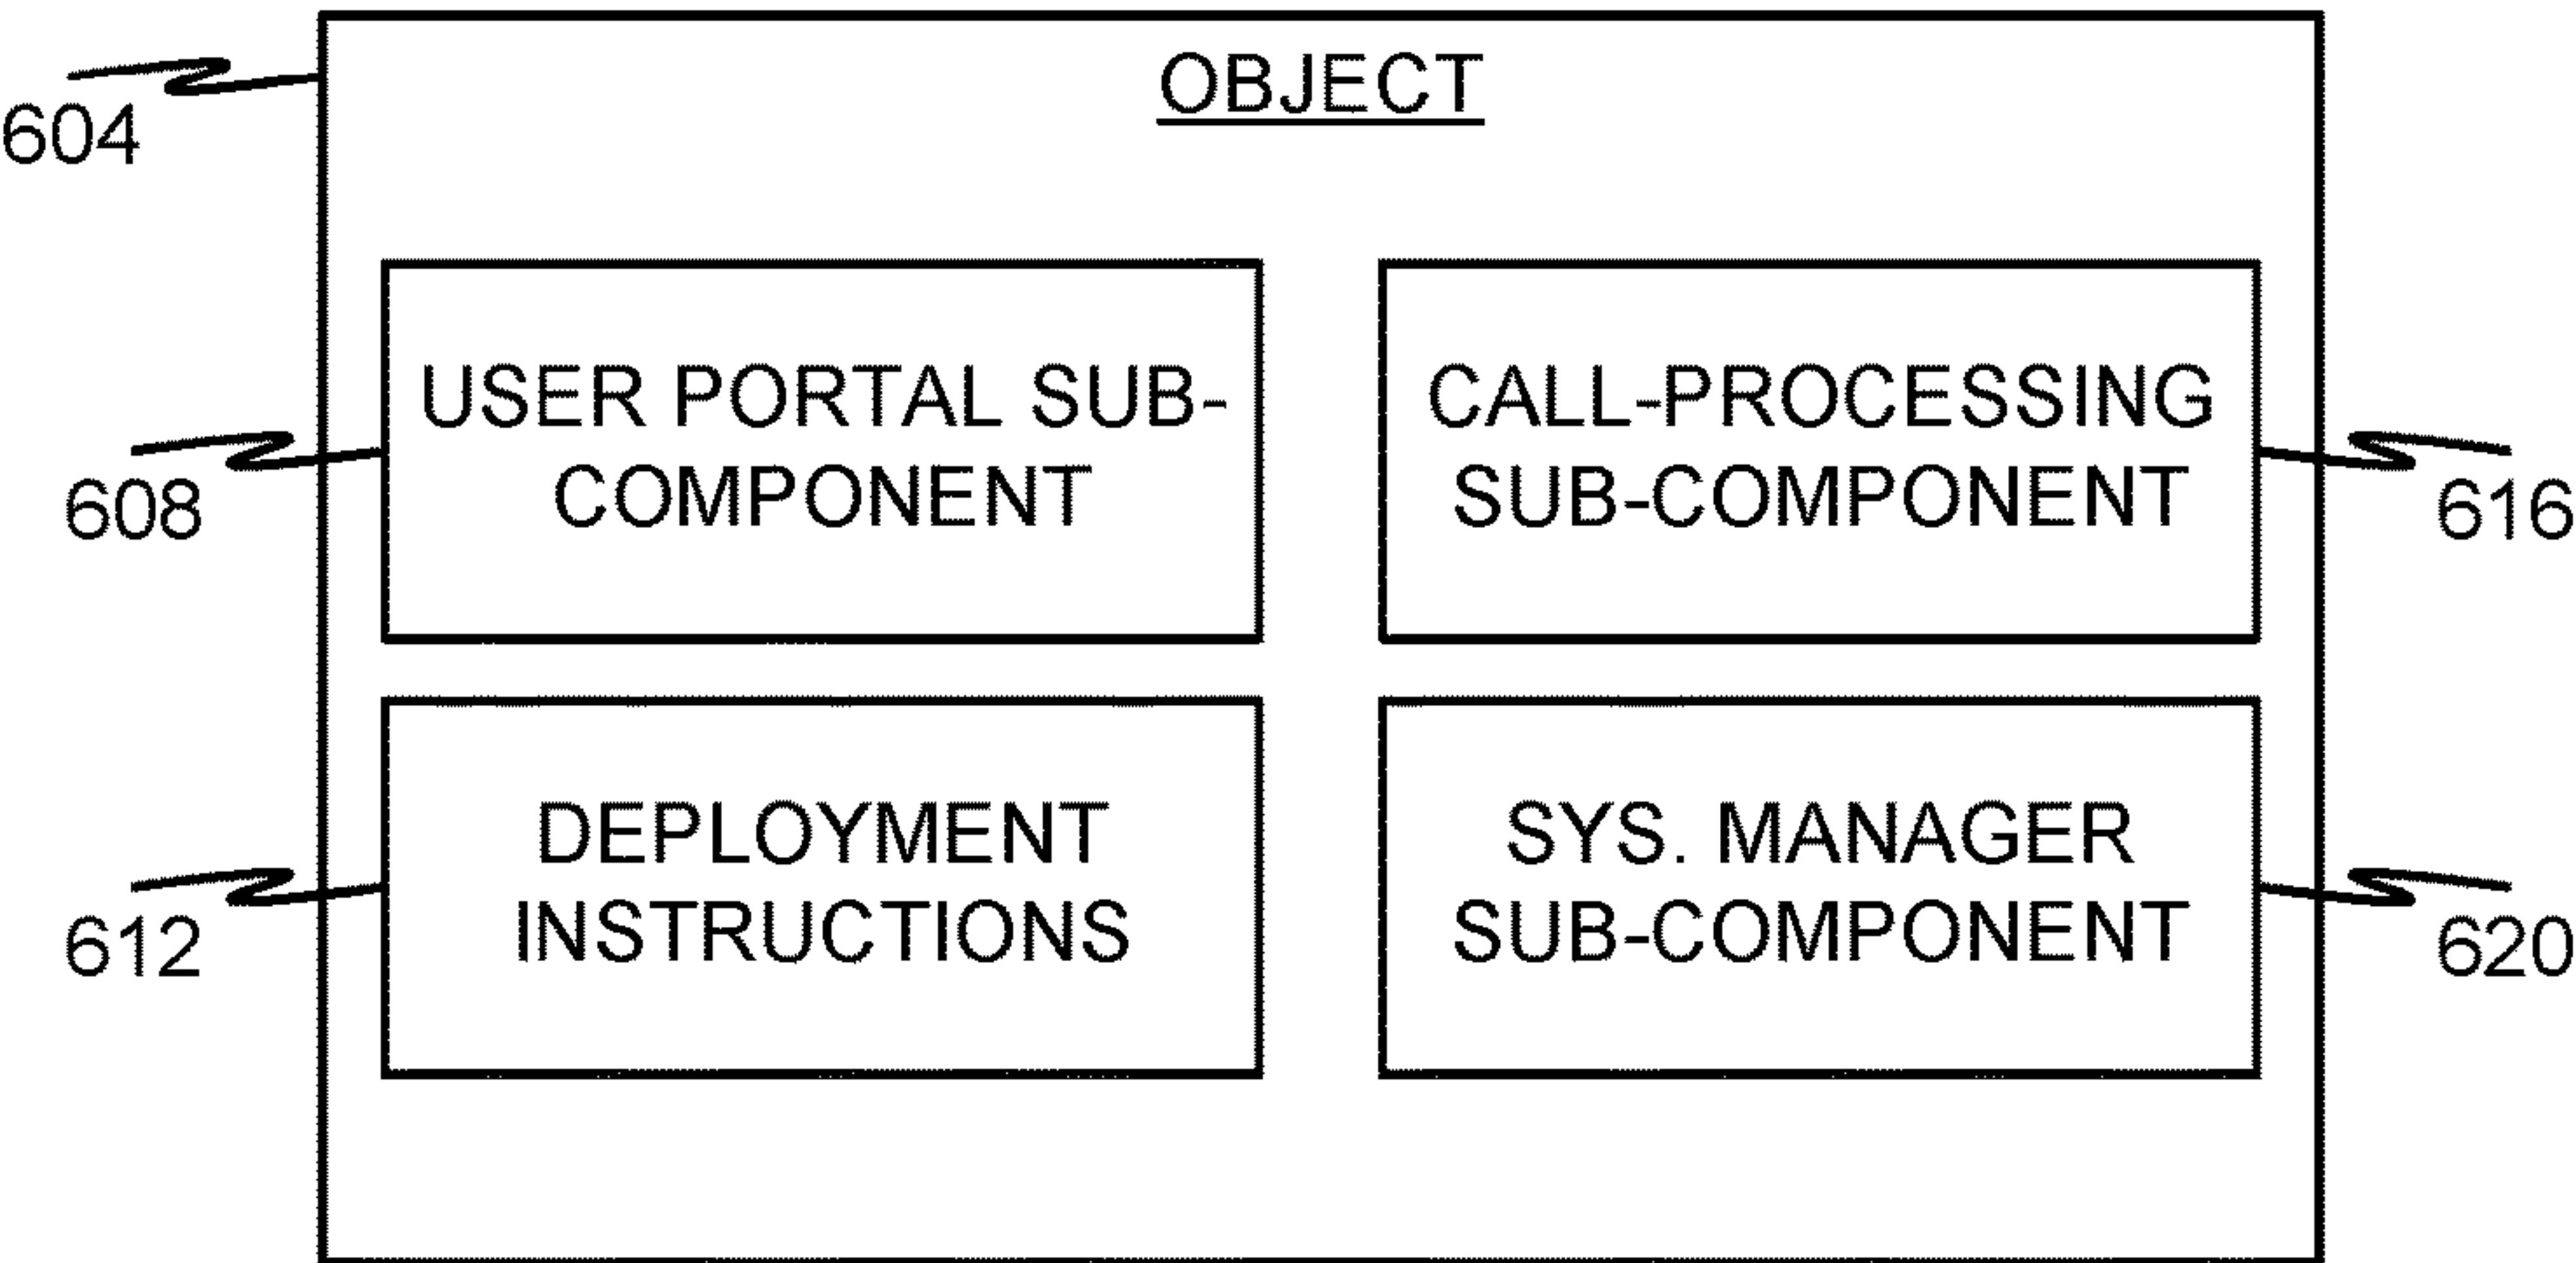 OBJECT
604
USER PORTAL SUB-
COMPONENT
608
CALL-PROCESSING
SUB-COMPONENT
616
DEPLOYMENT
INSTRUCTIONS
612
SYS. MANAGER
SUB-COMPONENT
620